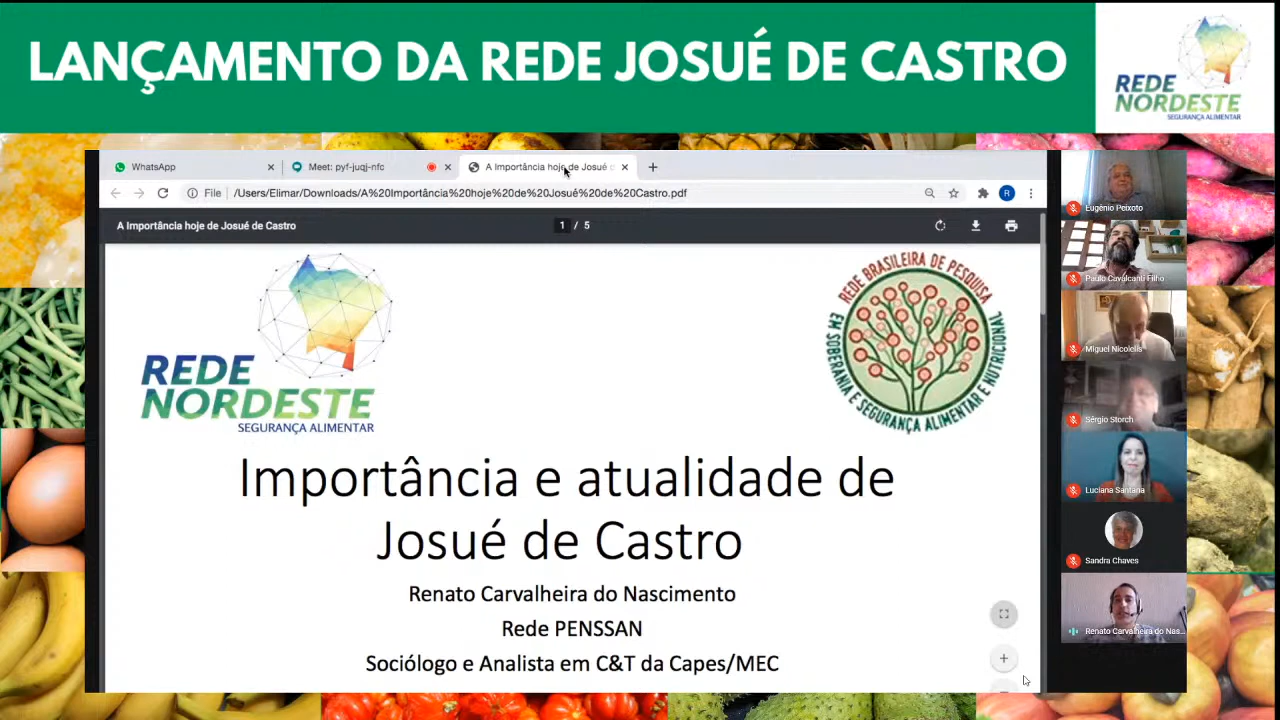 LANÇAMENTO DA REDE JOSUÉ DE CASTRO
REDE
NORDESTE
SEGURANÇA ALIMENTAR
WhatsApp
Meet: pyf-juqj-nfc
A Importância hoje de Josué
File
/Users/Elimar/Downloads/A%20Importância%20hoje%20de%20Josué%20de%20Castro.pdf
R
A Importância hoje de Josué de Castro
1 / 5
REDE
NORDESTE
SEGURANÇA ALIMENTAR
REDE BRASILEIRA DE PESQUISA
EM SOBERANIA E SEGURANÇA ALIMENTAR E NUTRICIONAL
Importância e atualidade de
Josué de Castro
Renato Carvalheira do Nascimento
Rede PENSSAN
Sociólogo e Analista em C&T da Capes/MEC
Eugênio Peixoto
Paulo Cavalcanti Filho
Miguel Nicolelis
Sérgio Storch
Luciana Santana
Sandra Chaves
Renato Carvalheira do Nas...